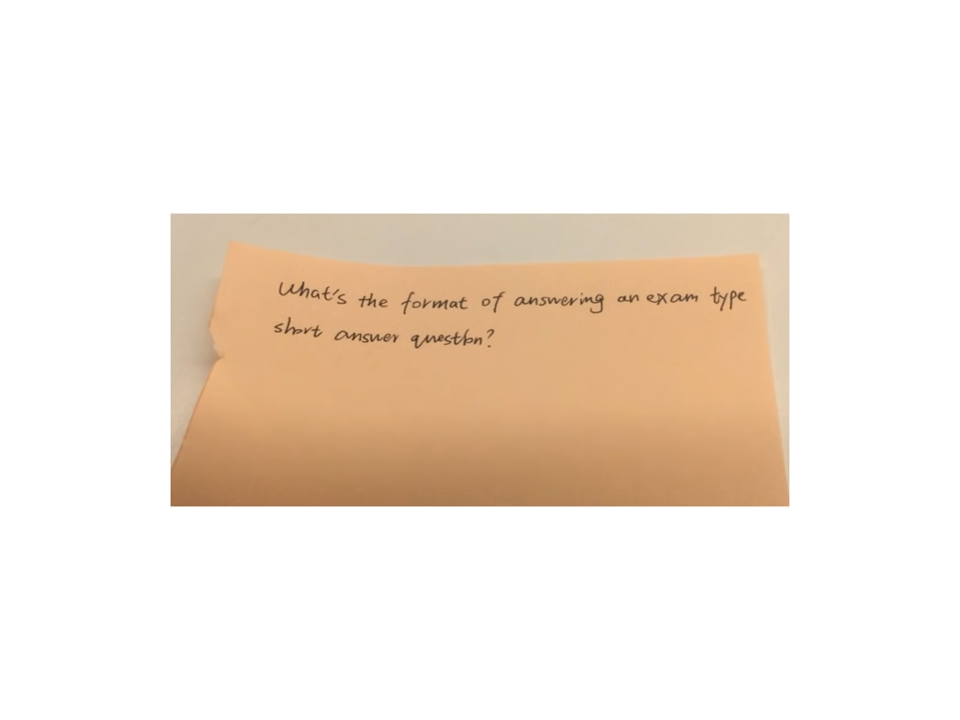 What's the format of answering an exam type
short answer question?